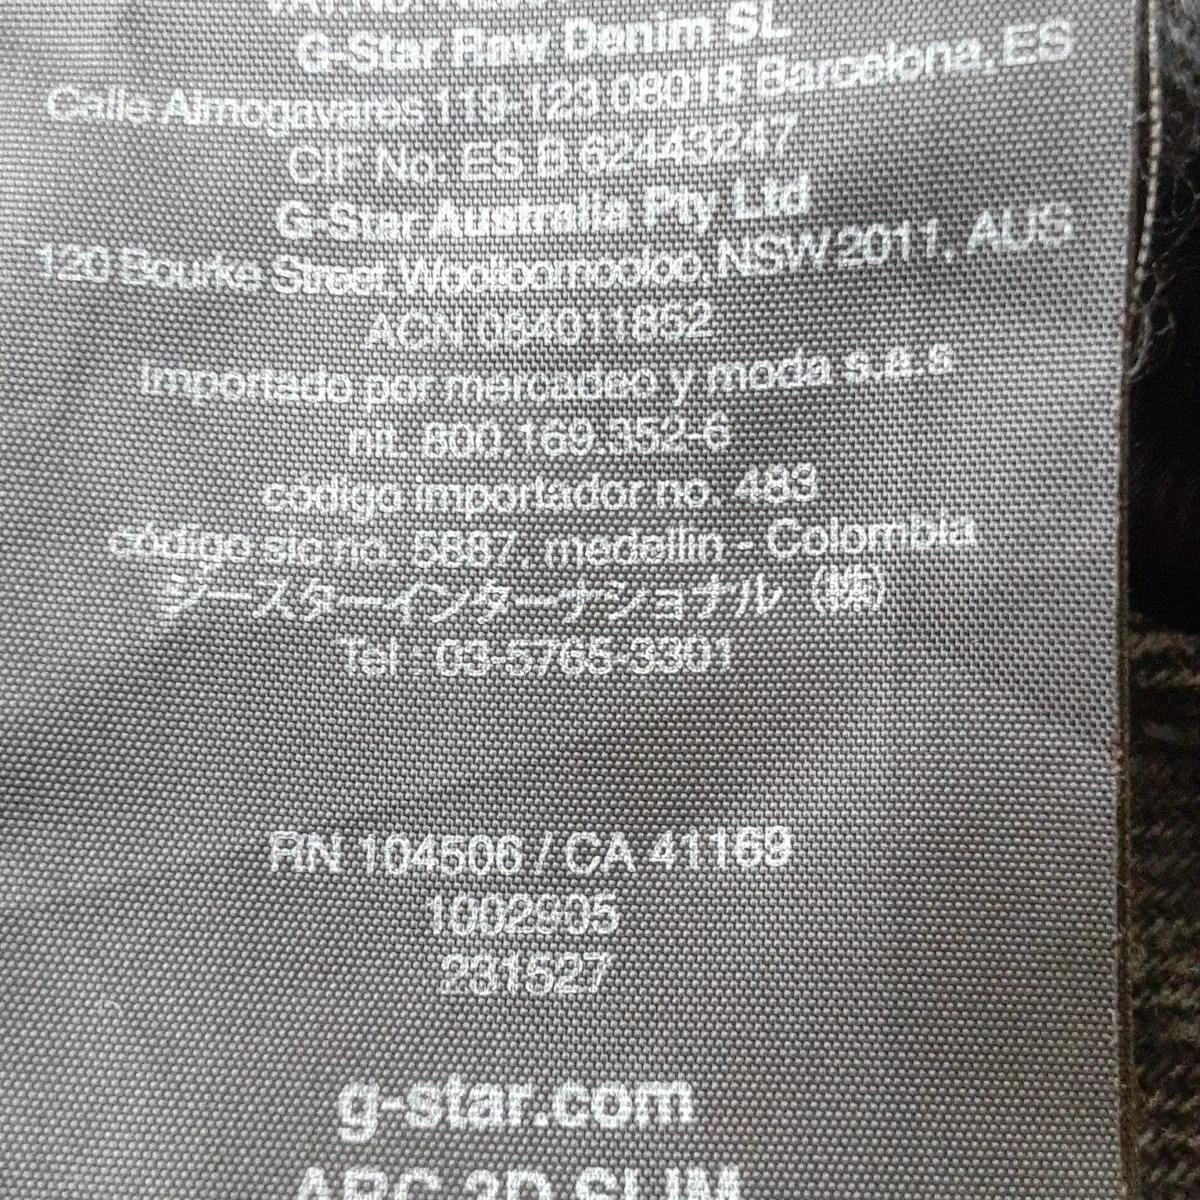 G-Star Raw Denim SL
Calle Almogavares 119-123 08018 Barcelona, ES
CIF No: ES B 62443247
G-Star Australia Pty Ltd
120 Bourke Street, Woolloomooloo, NSW 2011, AUS
ACN 084011852
Importado por mercadeo y moda s.a.s
nit. 800.169.352-6
código importador no. 483
código sic no. 5887. medellin - Colombia
ジースターインターナショナル (株)
Tel : 03-5765-3301
RN 104506 / CA 41169
1002905
231527
g-star.com
ARC 3D SLIM